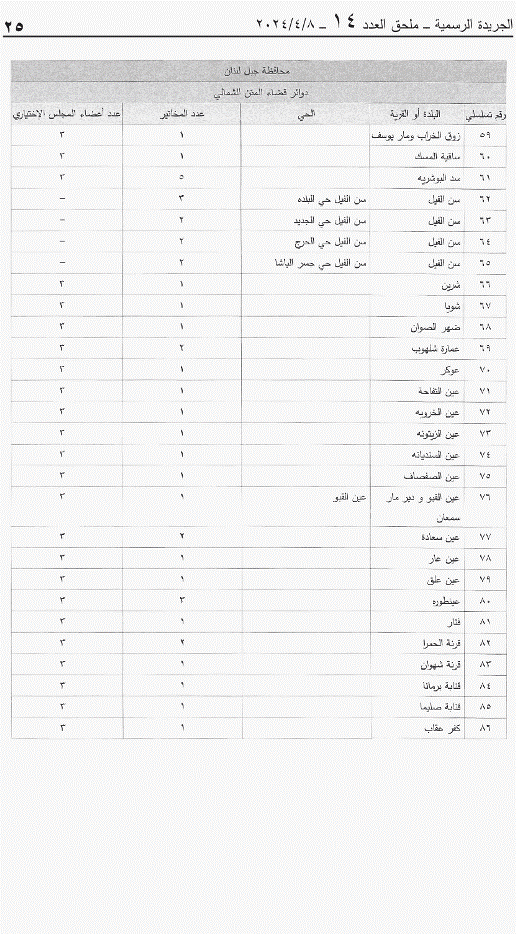 الجريدة الرسمية ــ ملحق العدد ١٤ ــ ٢٠٢٤/٤/٨ ٢٥
محافظة جبل لبنان
دوائر قضاء المتن الشمالي
رقم تسلسلي البلدة أو القرية الحي عدد المخاتير عدد أعضاء المجلس الإختياري
٥٩ زوق الخراب ومار يوسف ١ ٣
٦٠ ساقية المسك ١ ٣
٦١ سد البوشريه ٥ ٣
٦٢ سن الفيل سن الفيل حي البلده ٣ –
٦٣ سن الفيل سن الفيل حي الجديد ٢ –
٦٤ سن الفيل سن الفيل حي الحرج ٢ –
٦٥ سن الفيل سن الفيل حي جسر الباشا ٢ –
٦٦ شرين ١ ٣
٦٧ شويا ١ ٣
٦٨ ضهر الصوان ١ ٣
٦٩ عمارة شلهوب ٢ ٣
٧٠ عوكر ١ ٣
٧١ عين التفاحة ١ ٣
٧٢ عين الخروبه ١ ٣
٧٣ عين الزيتونه ١ ٣
٧٤ عين السنديانه ١ ٣
٧٥ عين الصفصاف ١ ٣
٧٦ عين القبو و دير مار عين القبو ١ ٣
سمعان
٧٧ عين سعادة ٢ ٣
٧٨ عين عار ١ ٣
٧٩ عين علق ١ ٣
٨٠ عينطوره ٣ ٣
٨١ فنار ١ ٣
٨٢ قرنة الحمرا ٢ ٣
٨٣ قرنة شهوان ١ ٣
٨٤ قنابة برمانا ١ ٣
٨٥ قنابة صليما ١ ٣
٨٦ كفر عقاب ١ ٣